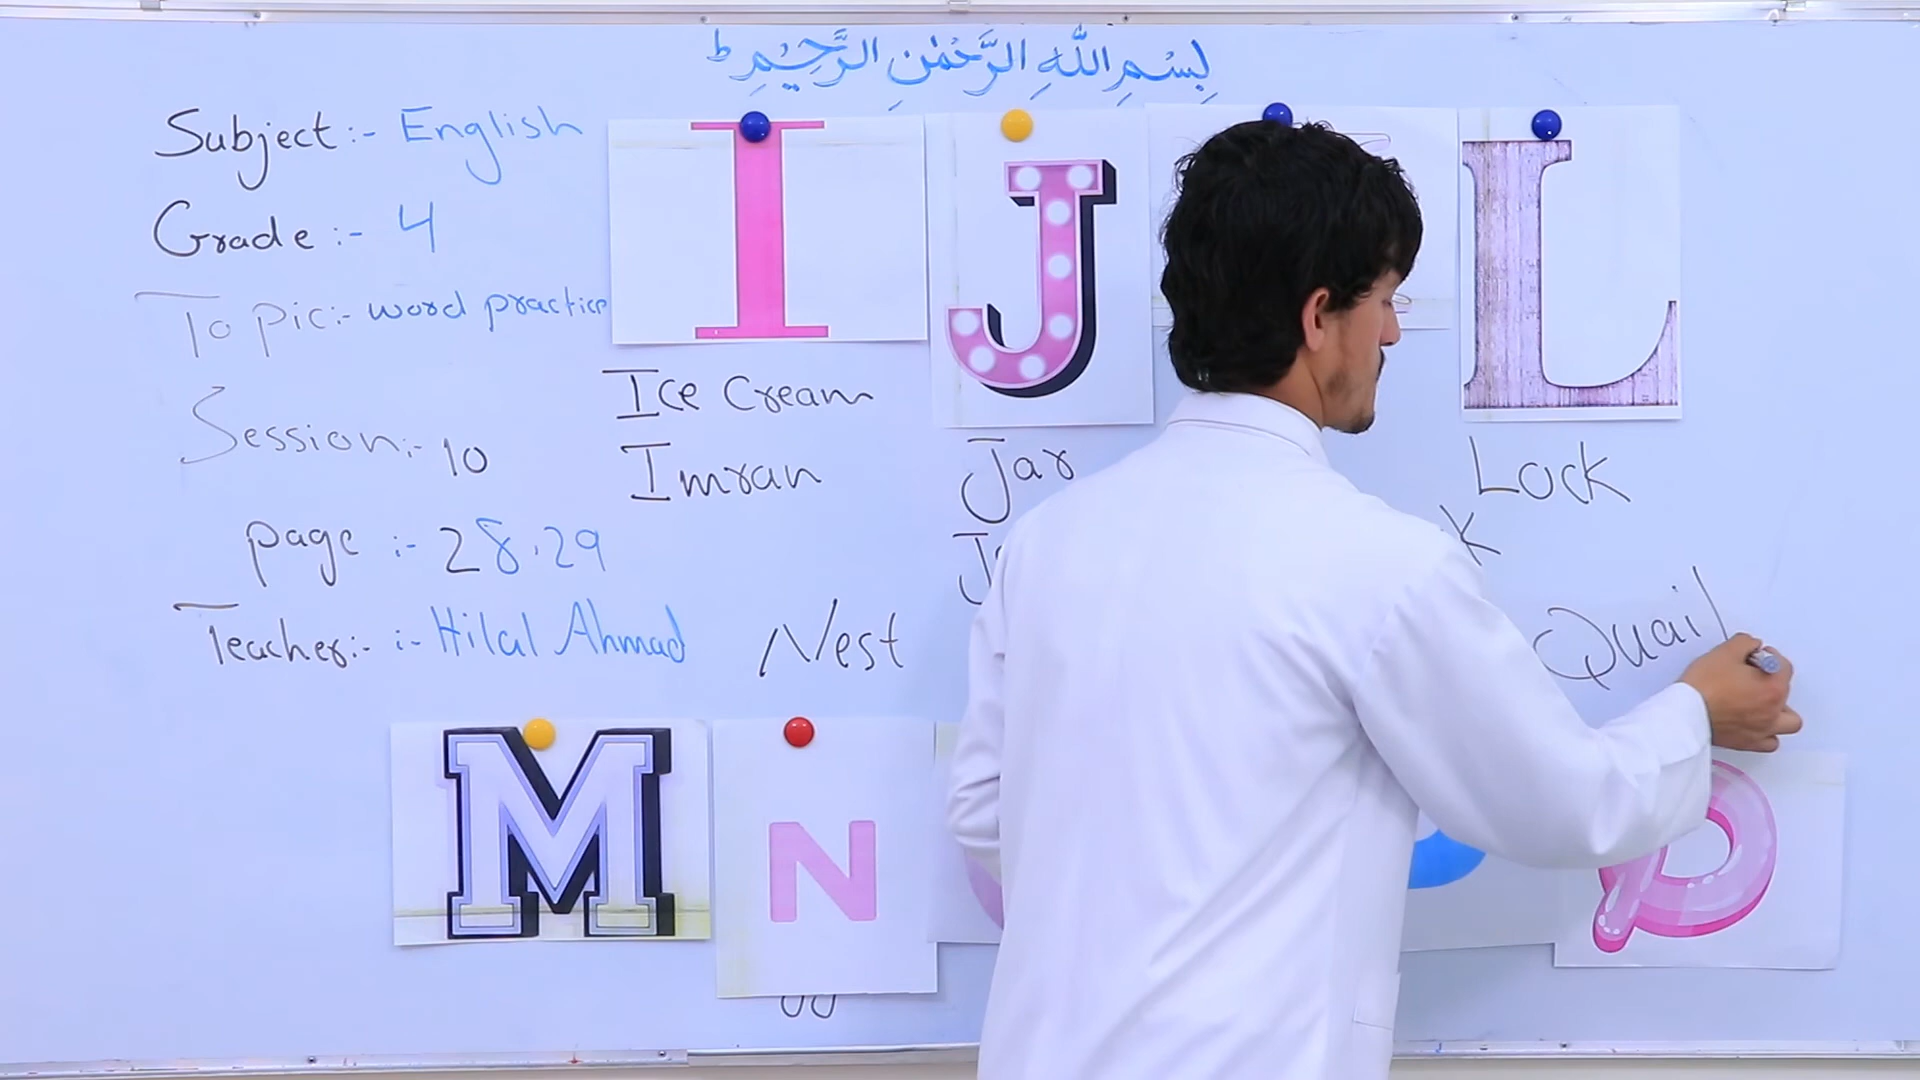 بِسْمِ اللّٰهِ الرَّحْمٰنِ الرَّحِيْمِ ط
Subject:- English
Grade:- 4
Topic:- word practice
Session:- 10
page :- 28.29
Teacher:- :- Hilal Ahmad
I
J
L
Ice Cream
Imran
Jar
Lock
Nest
Quail
M
N
Q